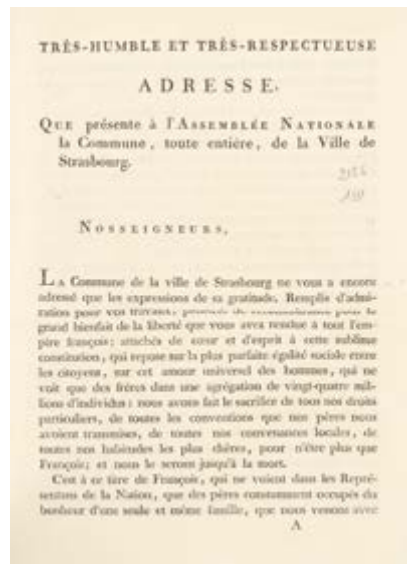 TRÈS-HUMBLE ET TRÈS-RESPECTUEUSE
ADRESSE,
QUE présente à l'ASSEMBLÉE NATIONALE
la Commune, toute entière, de la Ville de
Strasbourg.
NOSSEIGNEURS,
LA Commune de la ville de Strasbourg ne vous a encore
adressé que les expressions de sa gratitude. Remplis d'admi-
ration pour vos travaux, pour le
grand bienfait de la liberté que vous avez rendue à tout l'em-
pire françois; attachés de cœur et d'esprit à cette sublime
constitution, qui repose sur la plus parfaite égalité sociale entre
les citoyens, sur cet amour universel des hommes, qui ne
voit que des frères dans une agrégation de vingt-quatre mil-
lions d'individus: nous avons fait le sacrifice de tous nos droits
particuliers, de toutes les conventions que nos pères nous
avoient transmises, de toutes nos convenances locales, de
toutes nos habitudes les plus chères, pour n'être plus que
François; et nous le serons jusqu'à la mort.
C'est à ce titre de François, qui ne voient dans les Repré-
sentans de la Nation, que des pères constamment occupés du
bonheur d'une seule et même famille, que nous venons avec
A